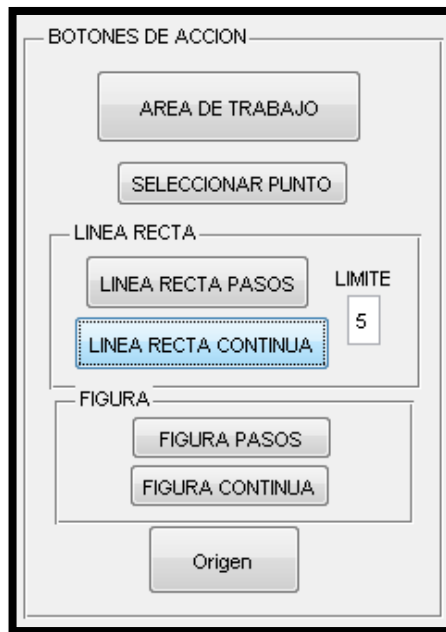 BOTONES DE ACCION
AREA DE TRABAJO
SELECCIONAR PUNTO
LINEA RECTA
LINEA RECTA PASOS
LIMITE
5
LINEA RECTA CONTINUA
FIGURA
FIGURA PASOS
FIGURA CONTINUA
Origen